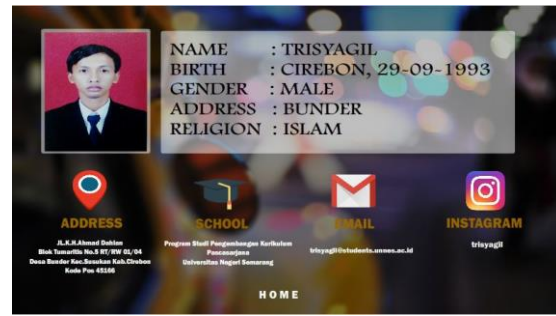 NAME : TRISYAGIL
BIRTH : CIREBON, 29-09-1993
GENDER : MALE
ADDRESS : BUNDER
RELIGION : ISLAM
ADDRESS
JL.K.H.Ahmad Dahlan
Blok Tumaritis No.5 RT/RW 01/04
Desa Bunder Kec.Susukan Kab.Cirebon
Kode Pos 45166
SCHOOL
Program Studi Pengembangan Kurikulum
Pascasarjana
Universitas Negeri Semarang
EMAIL
trisyagil@students.unnes.ac.id
INSTAGRAM
trisyagil
HOME